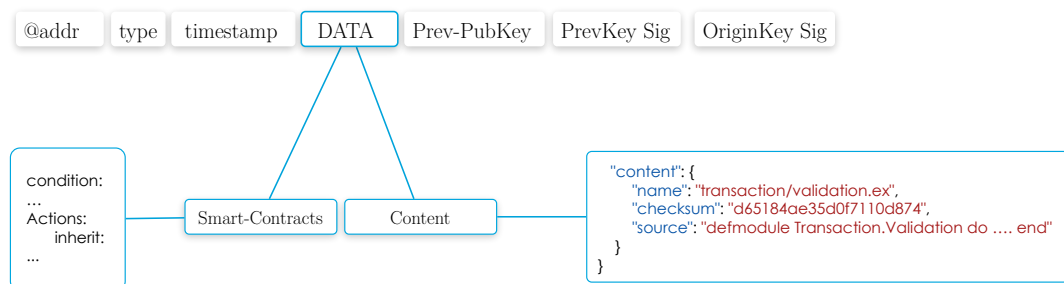 @addr type timestamp DATA Prev-PubKey PrevKey Sig OriginKey Sig
condition:
...
Actions:
inherit:
...
Smart-Contracts
Content
"content": {
"name": "transaction/validation.ex",
"checksum": "d65184ae35d0f7110d874",
"source": "defmodule Transaction.Validation do .... end"
}
}